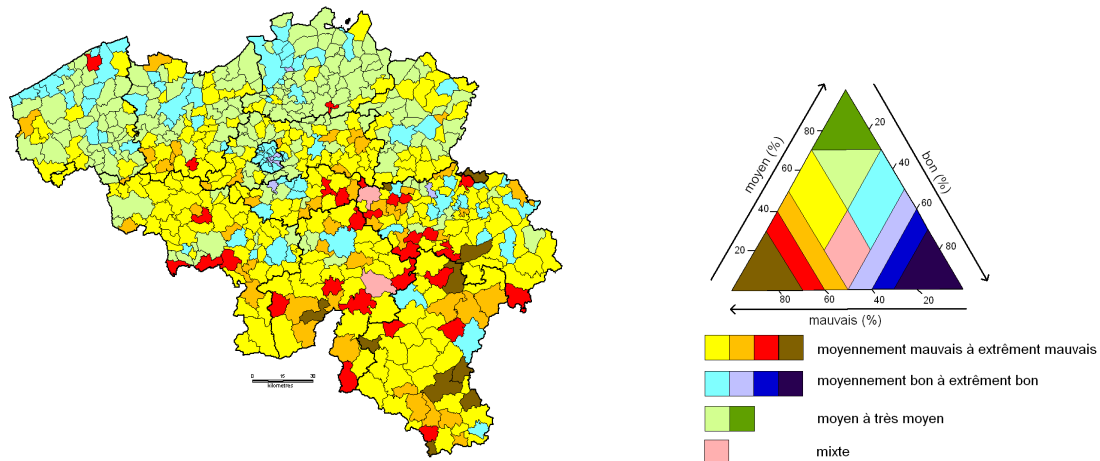 0 15 30
kilometres
moyen (%)
bon (%)
80
20
60
40
40
60
20
80
80 60 40 20
mauvais (%)
moyennement mauvais à extrêment mauvais
moyennement bon à extrêment bon
moyen à très moyen
mixte